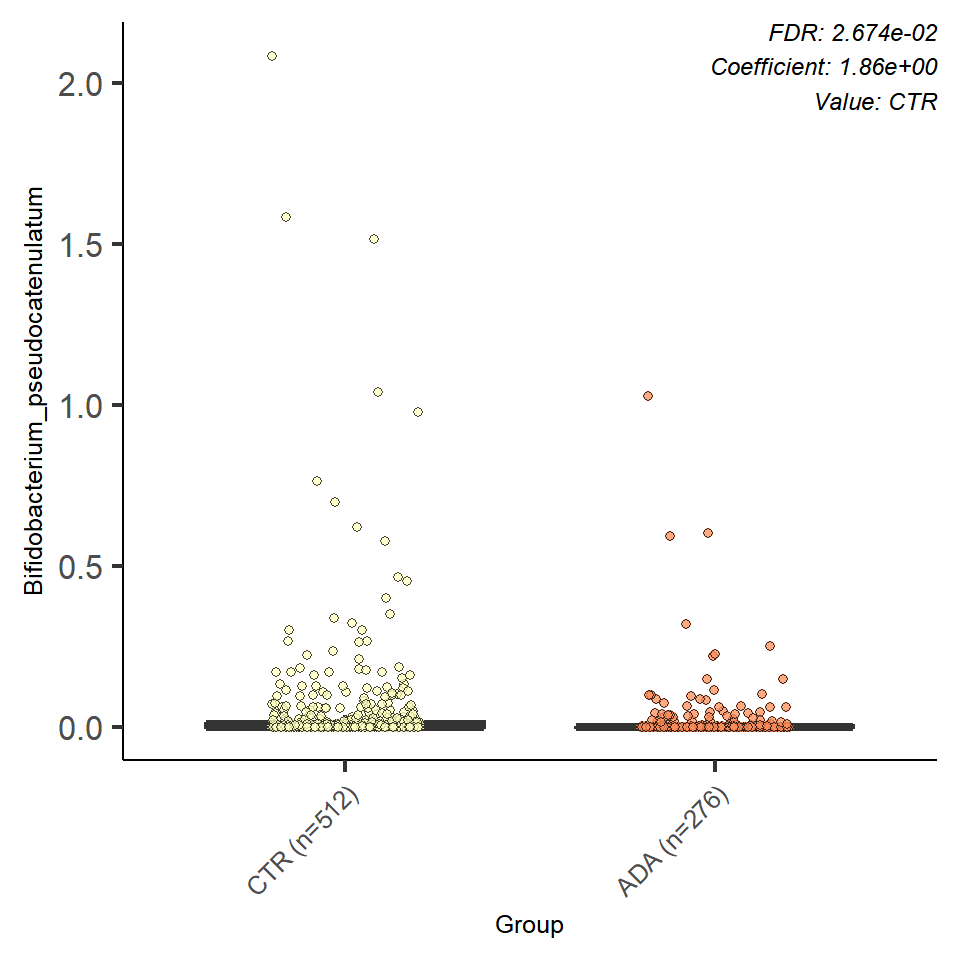 FDR: 2.674e-02
Coefficient: 1.86e+00
Value: CTR
Bifidobacterium_pseudocatenulatum
2.0
1.5
1.0
0.5
0.0
CTR (n=512)
ADA (n=276)
Group